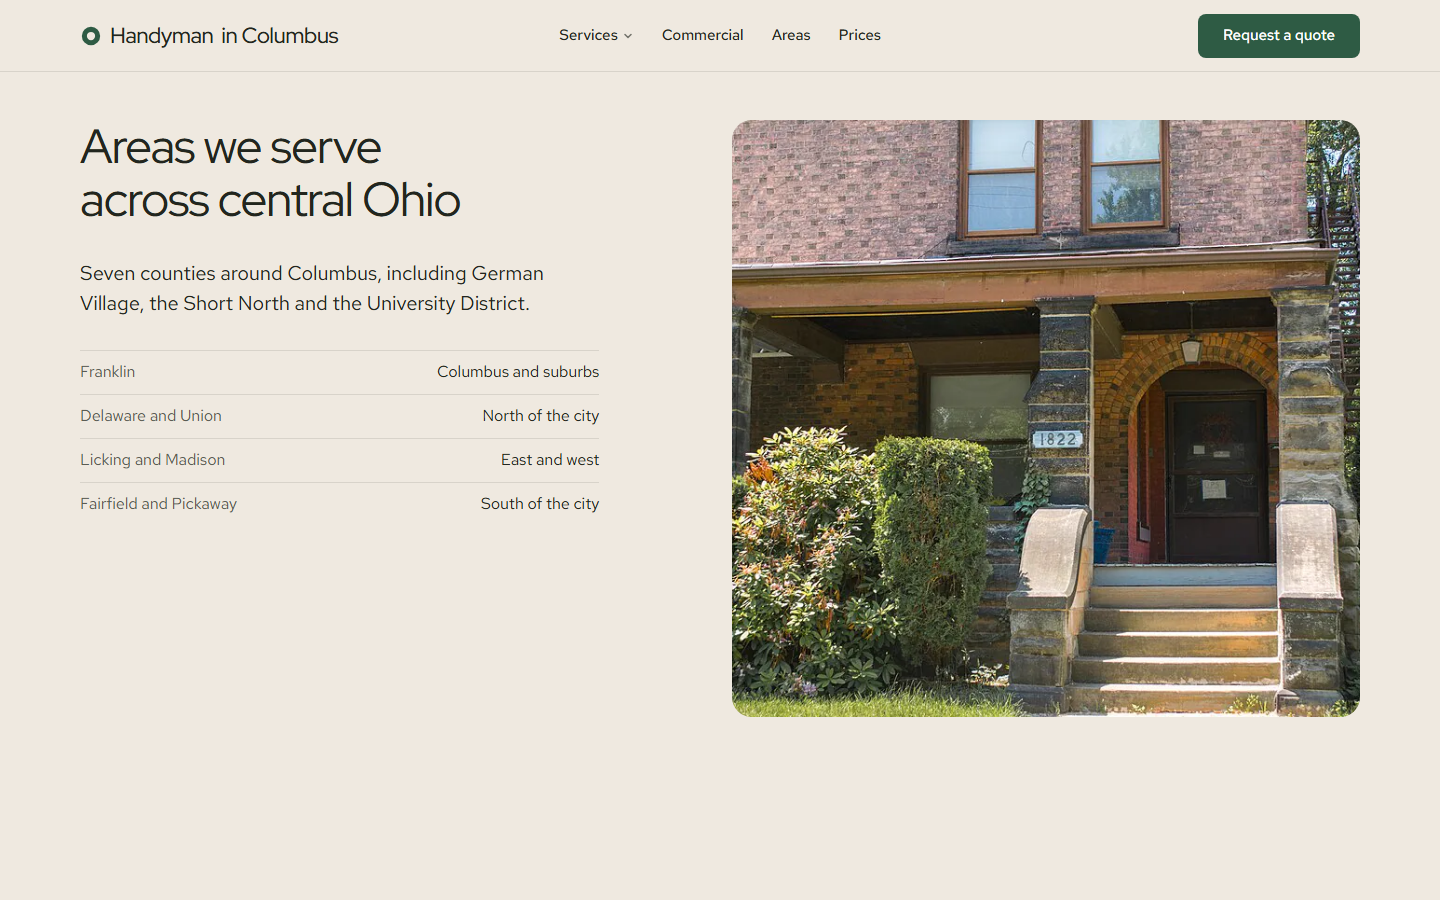 Handyman in Columbus
Services
Commercial
Areas
Prices
Request a quote
Areas we serve
across central Ohio
Seven counties around Columbus, including German
Village, the Short North and the University District.
Franklin
Columbus and suburbs
Delaware and Union
North of the city
Licking and Madison
East and west
Fairfield and Pickaway
South of the city
1822